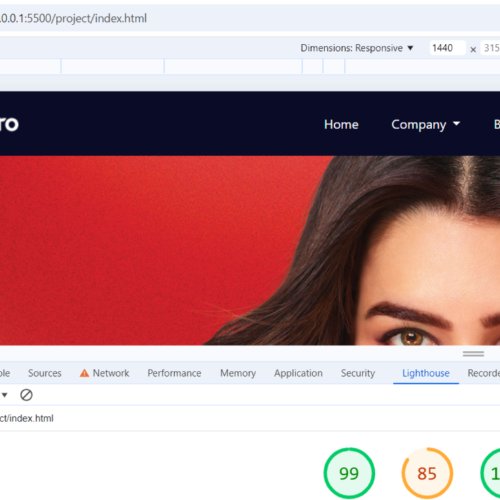 .0.0.1:5500/project/index.html
Dimensions: Responsive ▼ 1440 × 315
ro
Home Company B
ole Sources Network Performance Memory Application Security Lighthouse Recorde
ct/index.html
99 85 1